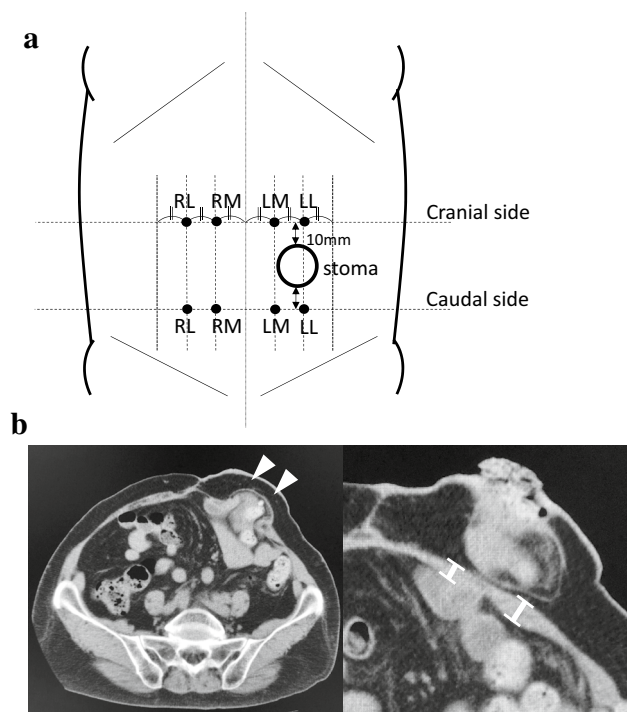 a
RL RM LM LL
Cranial side
10mm
stoma
Caudal side
RL RM LM LL
b